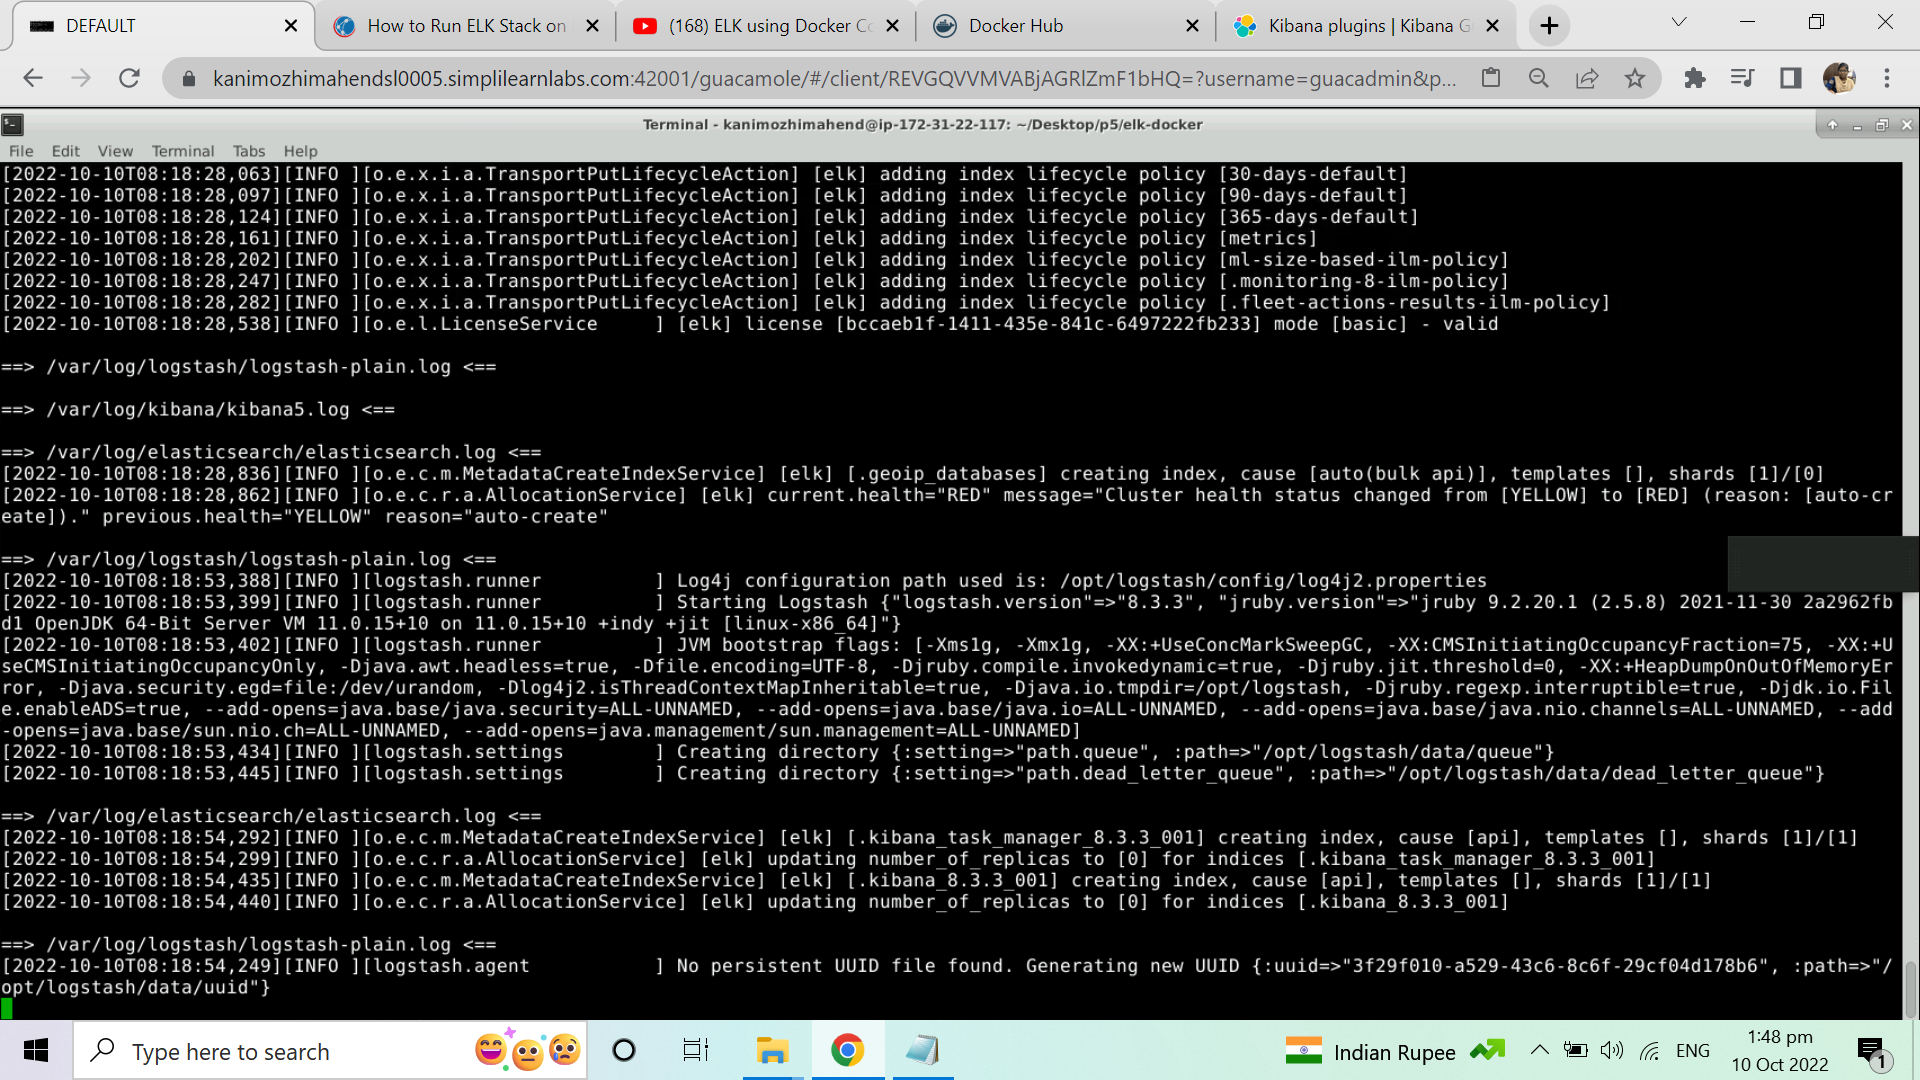 DEFAULT
How to Run ELK Stack on
(168) ELK using Docker Co
Docker Hub
Kibana plugins | Kibana G
kanimozhimahendsl0005.simplilearnlabs.com:42001/guacamole/#/client/REVGQVVMVABjAGRlZmF1bHQ=?username=guacadmin&p...
Terminal - kanimozhimahend@ip-172-31-22-117: ~/Desktop/p5/elk-docker
File Edit View Terminal Tabs Help
[2022-10-10T08:18:28,063][INFO ][o.e.x.i.a.TransportPutLifecycleAction] [elk] adding index lifecycle policy [30-days-default]
[2022-10-10T08:18:28,097][INFO ][o.e.x.i.a.TransportPutLifecycleAction] [elk] adding index lifecycle policy [90-days-default]
[2022-10-10T08:18:28,124][INFO ][o.e.x.i.a.TransportPutLifecycleAction] [elk] adding index lifecycle policy [365-days-default]
[2022-10-10T08:18:28,161][INFO ][o.e.x.i.a.TransportPutLifecycleAction] [elk] adding index lifecycle policy [metrics]
[2022-10-10T08:18:28,202][INFO ][o.e.x.i.a.TransportPutLifecycleAction] [elk] adding index lifecycle policy [ml-size-based-ilm-policy]
[2022-10-10T08:18:28,247][INFO ][o.e.x.i.a.TransportPutLifecycleAction] [elk] adding index lifecycle policy [.monitoring-8-ilm-policy]
[2022-10-10T08:18:28,282][INFO ][o.e.x.i.a.TransportPutLifecycleAction] [elk] adding index lifecycle policy [.fleet-actions-results-ilm-policy]
[2022-10-10T08:18:28,538][INFO ][o.e.l.LicenseService     ] [elk] license [bccaeb1f-1411-435e-841c-6497222fb233] mode [basic] - valid
==> /var/log/logstash/logstash-plain.log <==
==> /var/log/kibana/kibana5.log <==
==> /var/log/elasticsearch/elasticsearch.log <==
[2022-10-10T08:18:28,836][INFO ][o.e.c.m.MetadataCreateIndexService] [elk] [.geoip_databases] creating index, cause [auto(bulk api)], templates [], shards [1]/[0]
[2022-10-10T08:18:28,862][INFO ][o.e.c.r.a.AllocationService] [elk] current.health="RED" message="Cluster health status changed from [YELLOW] to [RED] (reason: [auto-cr
eate])." previous.health="YELLOW" reason="auto-create"
==> /var/log/logstash/logstash-plain.log <==
[2022-10-10T08:18:53,388][INFO ][logstash.runner          ] Log4j configuration path used is: /opt/logstash/config/log4j2.properties
[2022-10-10T08:18:53,399][INFO ][logstash.runner          ] Starting Logstash {"logstash.version"=>"8.3.3", "jruby.version"=>"jruby 9.2.20.1 (2.5.8) 2021-11-30 2a2962fb
d1 OpenJDK 64-Bit Server VM 11.0.15+10 on 11.0.15+10 +indy +jit [linux-x86_64]"}
[2022-10-10T08:18:53,402][INFO ][logstash.runner          ] JVM bootstrap flags: [-Xms1g, -Xmx1g, -XX:+UseConcMarkSweepGC, -XX:CMSInitiatingOccupancyFraction=75, -XX:+U
seCMSInitiatingOccupancyOnly, -Djava.awt.headless=true, -Dfile.encoding=UTF-8, -Djruby.compile.invokedynamic=true, -Djruby.jit.threshold=0, -XX:+HeapDumpOnOutOfMemoryEr
ror, -Djava.security.egd=file:/dev/urandom, -Dlog4j2.isThreadContextMapInheritable=true, -Djava.io.tmpdir=/opt/logstash, -Djruby.regexp.interruptible=true, -Djdk.io.Fil
e.enableADS=true, --add-opens=java.base/java.security=ALL-UNNAMED, --add-opens=java.base/java.io=ALL-UNNAMED, --add-opens=java.base/java.nio.channels=ALL-UNNAMED, --add
-opens=java.base/sun.nio.ch=ALL-UNNAMED, --add-opens=java.management/sun.management=ALL-UNNAMED]
[2022-10-10T08:18:53,434][INFO ][logstash.settings        ] Creating directory {:setting=>"path.queue", :path=>"/opt/logstash/data/queue"}
[2022-10-10T08:18:53,445][INFO ][logstash.settings        ] Creating directory {:setting=>"path.dead_letter_queue", :path=>"/opt/logstash/data/dead_letter_queue"}
==> /var/log/elasticsearch/elasticsearch.log <==
[2022-10-10T08:18:54,292][INFO ][o.e.c.m.MetadataCreateIndexService] [elk] [.kibana_task_manager_8.3.3_001] creating index, cause [api], templates [], shards [1]/[1]
[2022-10-10T08:18:54,299][INFO ][o.e.c.r.a.AllocationService] [elk] updating number_of_replicas to [0] for indices [.kibana_task_manager_8.3.3_001]
[2022-10-10T08:18:54,435][INFO ][o.e.c.m.MetadataCreateIndexService] [elk] [.kibana_8.3.3_001] creating index, cause [api], templates [], shards [1]/[1]
[2022-10-10T08:18:54,440][INFO ][o.e.c.r.a.AllocationService] [elk] updating number_of_replicas to [0] for indices [.kibana_8.3.3_001]
==> /var/log/logstash/logstash-plain.log <==
[2022-10-10T08:18:54,249][INFO ][logstash.agent           ] No persistent UUID file found. Generating new UUID {:uuid=>"3f29f010-a529-43c6-8c6f-29cf04d178b6", :path=>"/
opt/logstash/data/uuid"}
Type here to search
Indian Rupee
ENG
1:48 pm
10 Oct 2022
1